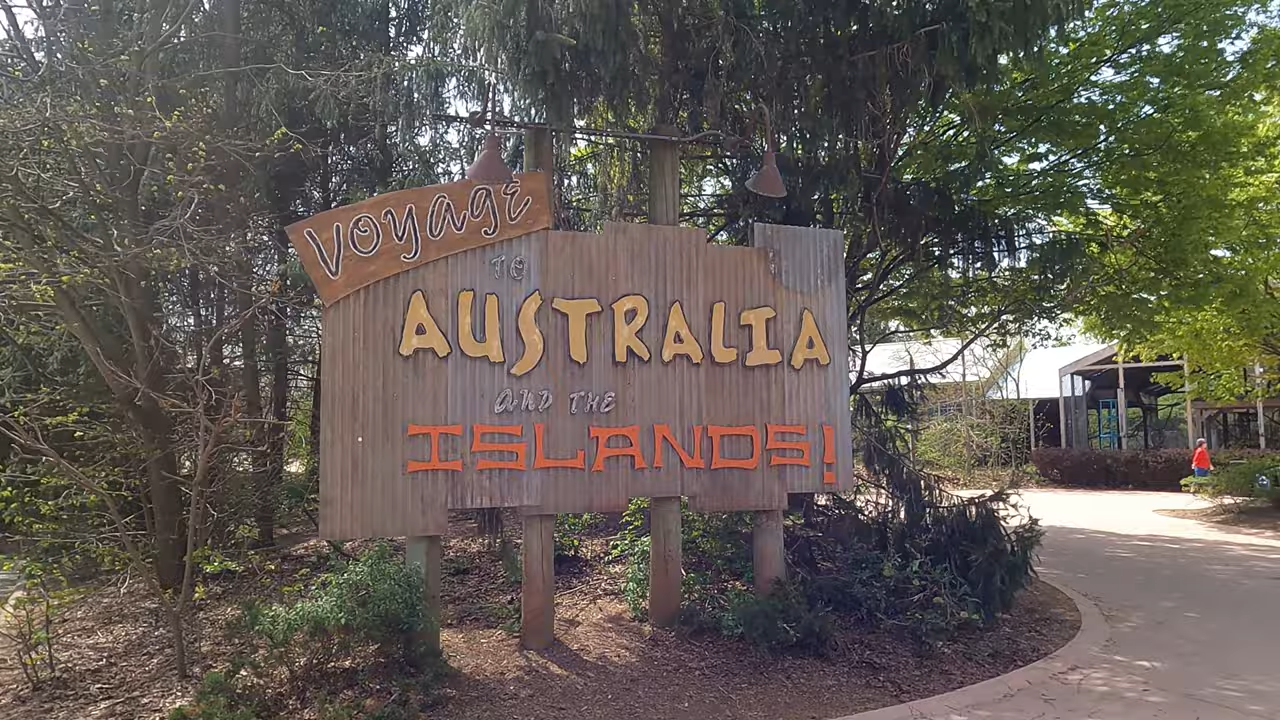 VOYAGE
TO
AUSTRALIA
AND THE
ISLANDS!